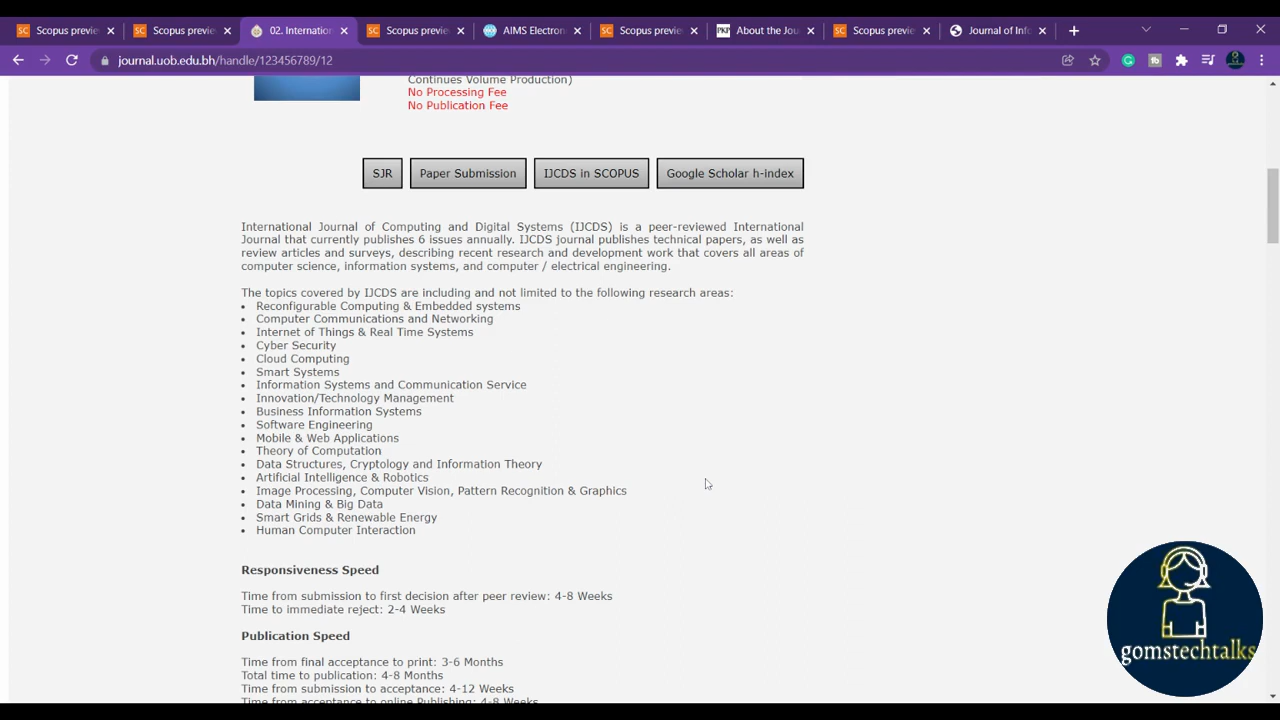 Scopus previe
Scopus previe
02. Internation
Scopus previe
AIMS Electron
Scopus previe
PKP About the Jou
Scopus previe
Journal of Info
journal.uob.edu.bh/handle/123456789/12
Continues Volume Production)
No Processing Fee
No Publication Fee
SJR
Paper Submission
IJCDS in SCOPUS
Google Scholar h-index
International Journal of Computing and Digital Systems (IJCDS) is a peer-reviewed International
Journal that currently publishes 6 issues annually. IJCDS journal publishes technical papers, as well as
review articles and surveys, describing recent research and development work that covers all areas of
computer science, information systems, and computer / electrical engineering.
The topics covered by IJCDS are including and not limited to the following research areas:
• Reconfigurable Computing & Embedded systems
• Computer Communications and Networking
• Internet of Things & Real Time Systems
• Cyber Security
• Cloud Computing
• Smart Systems
• Information Systems and Communication Service
• Innovation/Technology Management
• Business Information Systems
• Software Engineering
• Mobile & Web Applications
• Theory of Computation
• Data Structures, Cryptology and Information Theory
• Artificial Intelligence & Robotics
• Image Processing, Computer Vision, Pattern Recognition & Graphics
• Data Mining & Big Data
• Smart Grids & Renewable Energy
• Human Computer Interaction
Responsiveness Speed
Time from submission to first decision after peer review: 4-8 Weeks
Time to immediate reject: 2-4 Weeks
Publication Speed
Time from final acceptance to print: 3-6 Months
Total time to publication: 4-8 Months
Time from submission to acceptance: 4-12 Weeks
Time from acceptance to online Publishing: 4-8 Weeks
gomstechtalks